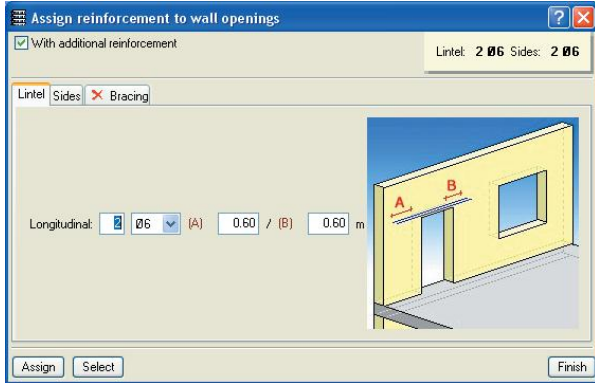 Assign reinforcement to wall openings
With additional reinforcement
Lintel: 2 Ø6 Sides: 2 Ø6
Lintel Sides Bracing
A B
Longitudinal: 2 Ø6 (A) 0.60 / (B) 0.60 m
Assign Select Finish